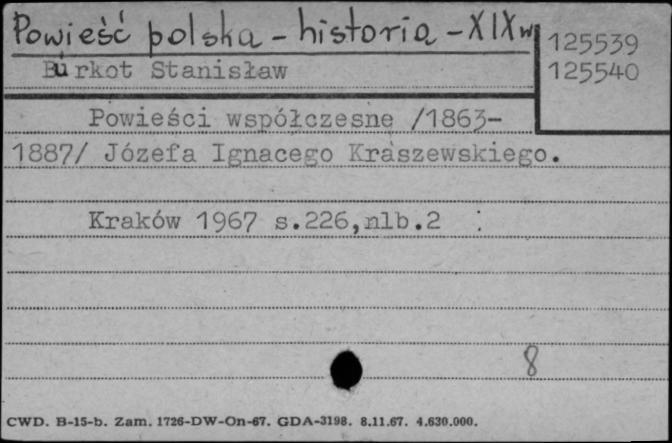 Powieść polska - historia - XIXw
125539
Burkot Stanisław
125540
Powieści współczesne /1863-
1887/ Józefa Ignacego Kraszewskiego.
Kraków 1967 s.226,nlb.2
8
CWD. B-15-b. Zam. 1726-DW-On-67. GDA-3198. 8.11.67. 4.630.000.